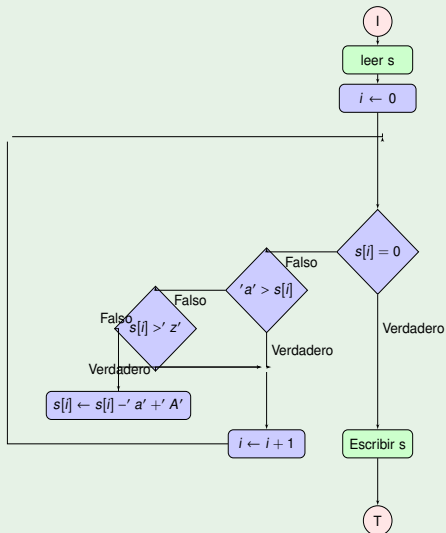 I
leer s
i ← 0
s[i] = 0
Falso
'a' > s[i]
Falso
Falso
s[i] >' z'
Verdadero
Verdadero
Verdadero
s[i] ← s[i] −' a' +' A'
i ← i + 1
Escribir s
T